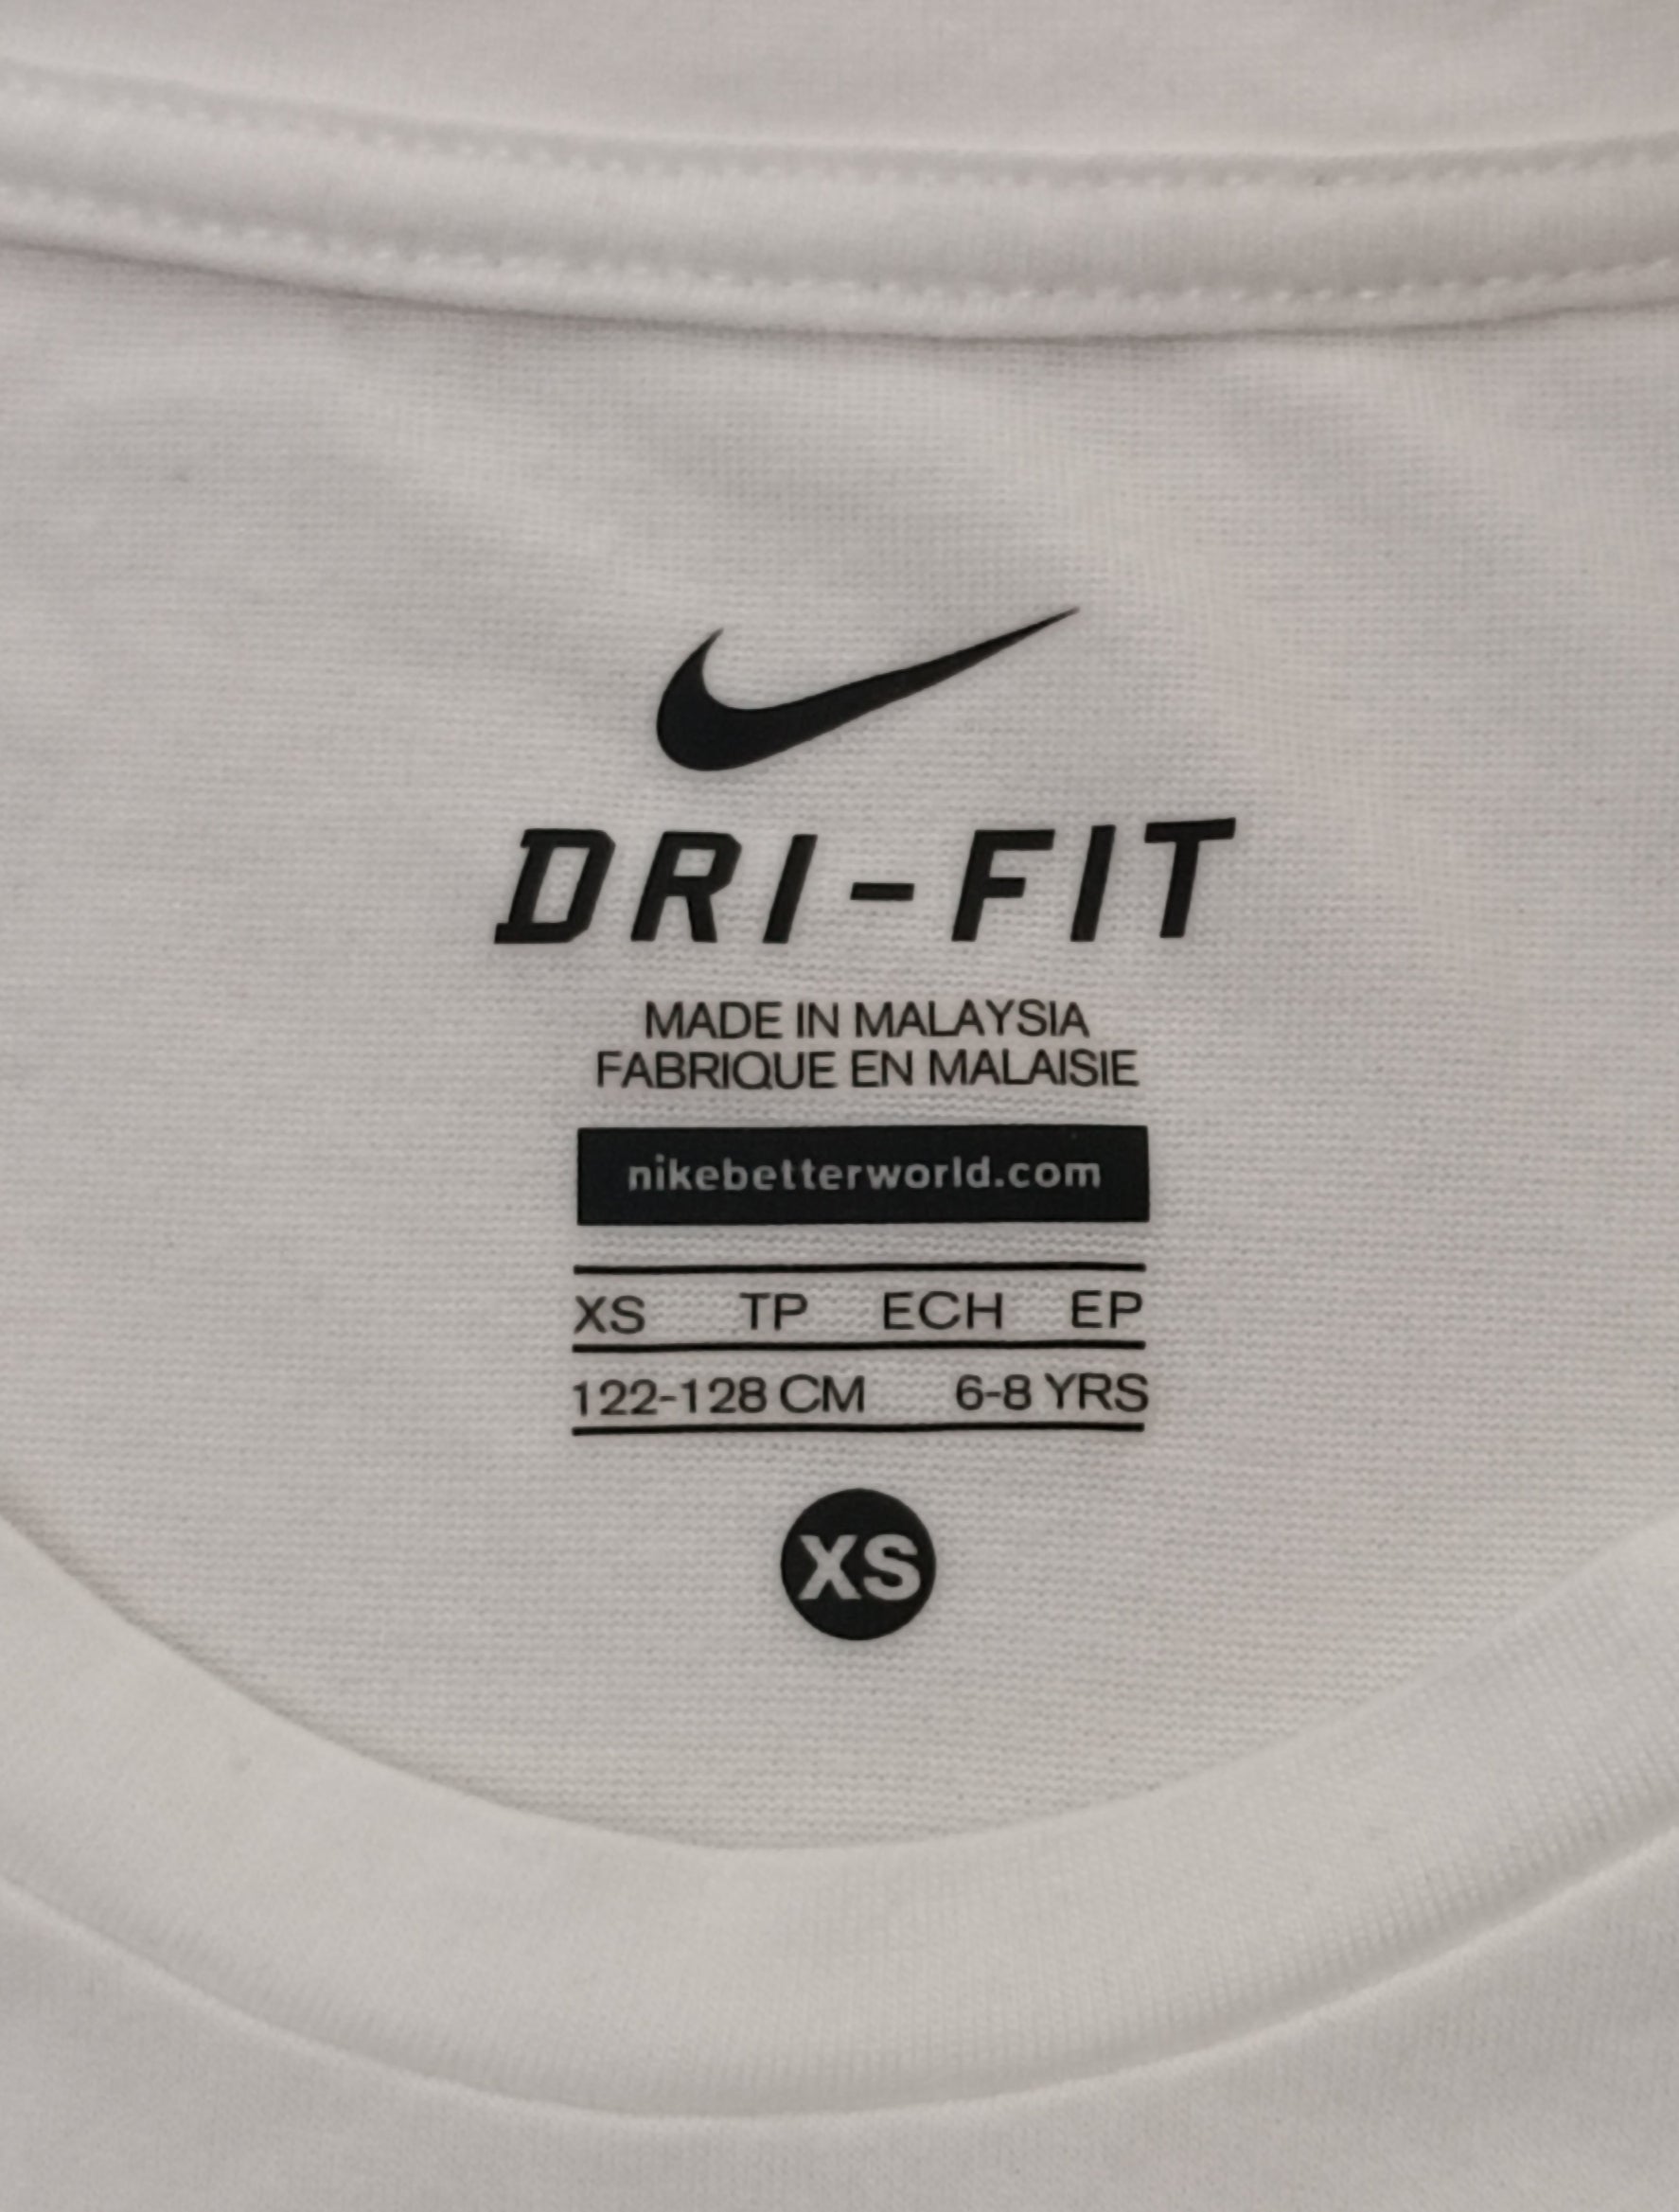 DRI-FIT
MADE IN MALAYSIA
FABRIQUE EN MALAISIE
nikebetterworld.com
XS TP ECH EP
122-128 CM 6-8 YRS
XS